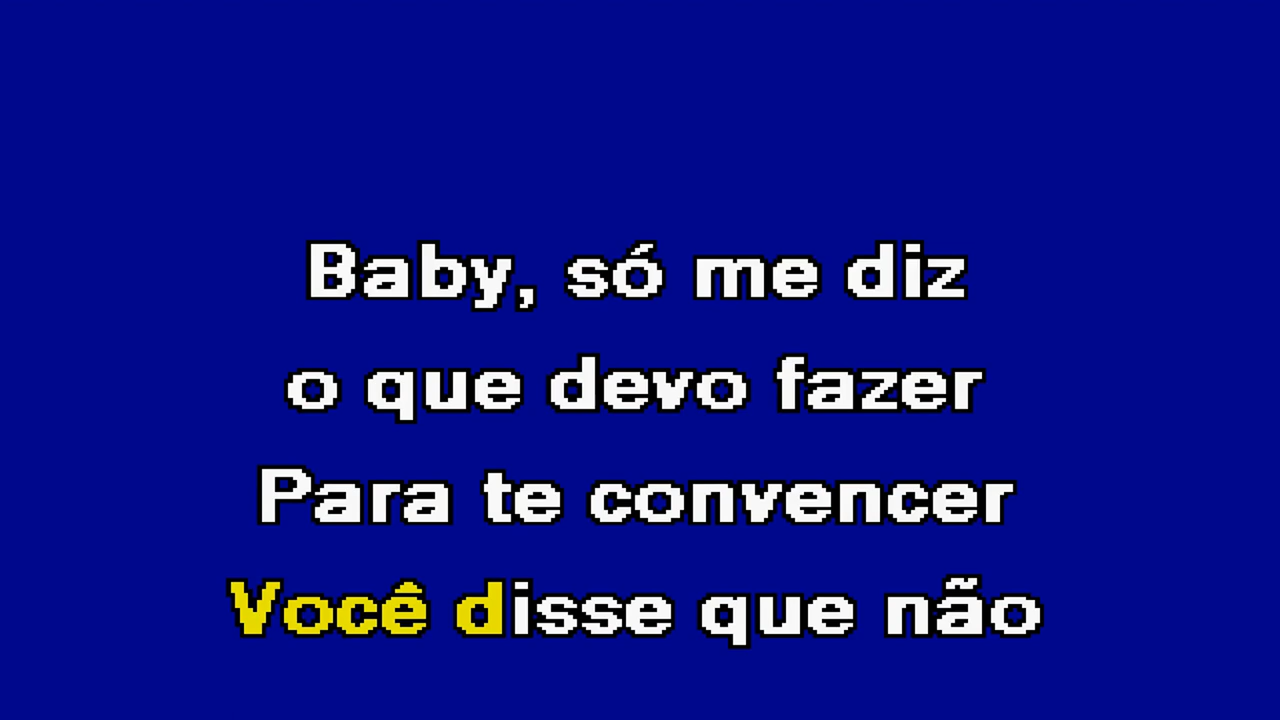 Baby, só me diz
o que devo fazer
Para te convencer
Você disse que não